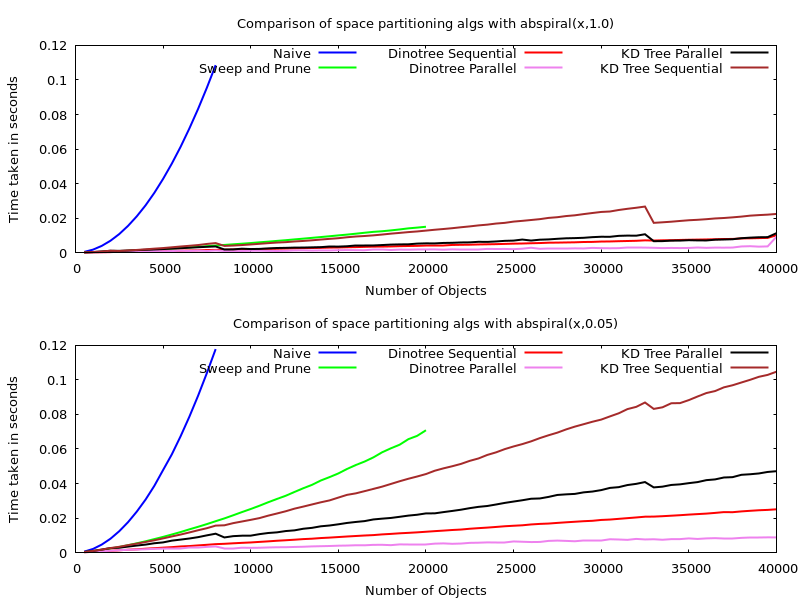 Comparison of space partitioning algs with abspiral(x,1.0)
0.12
0.1
0.08
0.06
0.04
0.02
0
Time taken in seconds
Naive
Sweep and Prune
Dinotree Sequential
Dinotree Parallel
KD Tree Parallel
KD Tree Sequential
0 5000 10000 15000 20000 25000 30000 35000 40000
Number of Objects
Comparison of space partitioning algs with abspiral(x,0.05)
0.12
0.1
0.08
0.06
0.04
0.02
0
Time taken in seconds
Naive
Sweep and Prune
Dinotree Sequential
Dinotree Parallel
KD Tree Parallel
KD Tree Sequential
0 5000 10000 15000 20000 25000 30000 35000 40000
Number of Objects